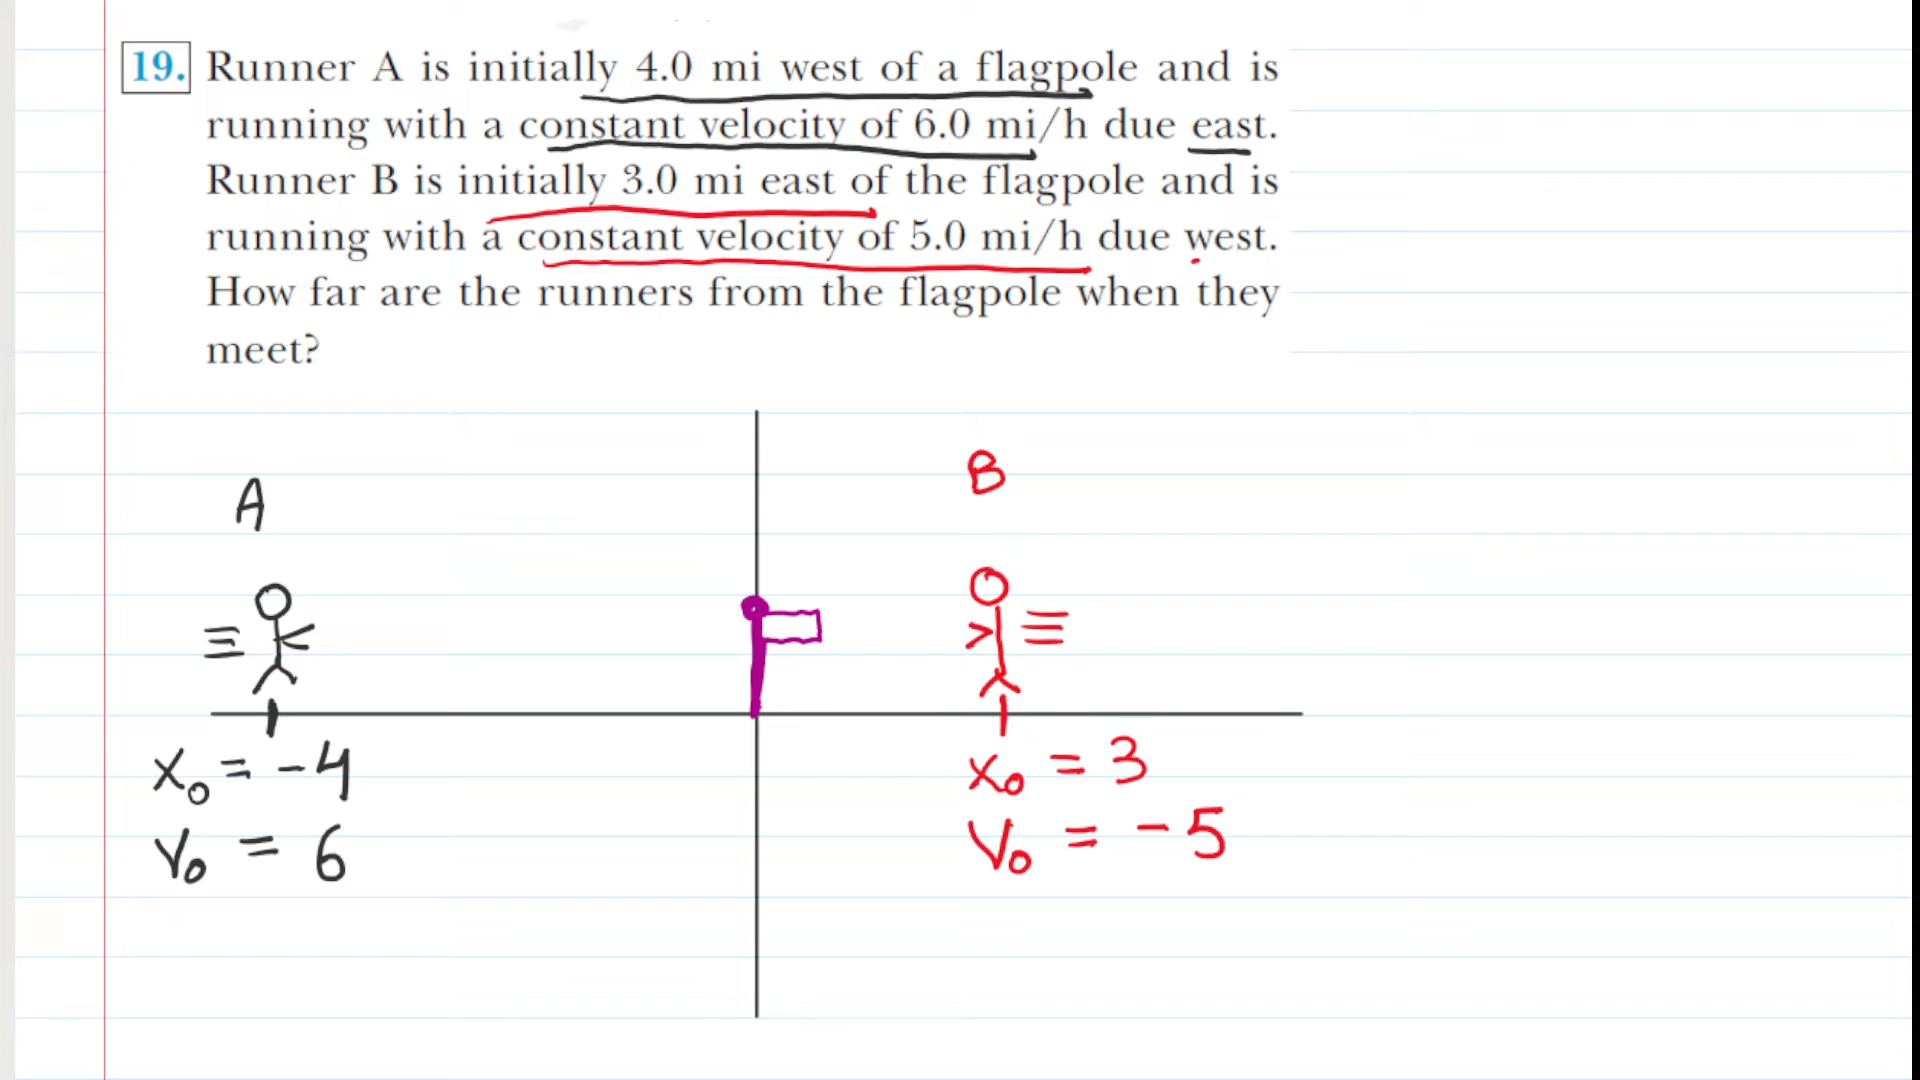 19. Runner A is initially 4.0 mi west of a flagpole and is
running with a constant velocity of 6.0 mi/h due east.
Runner B is initially 3.0 mi east of the flagpole and is
running with a constant velocity of 5.0 mi/h due west.
How far are the runners from the flagpole when they
meet?
A
B
x₀ = -4
v₀ = 6
x₀ = 3
v₀ = -5